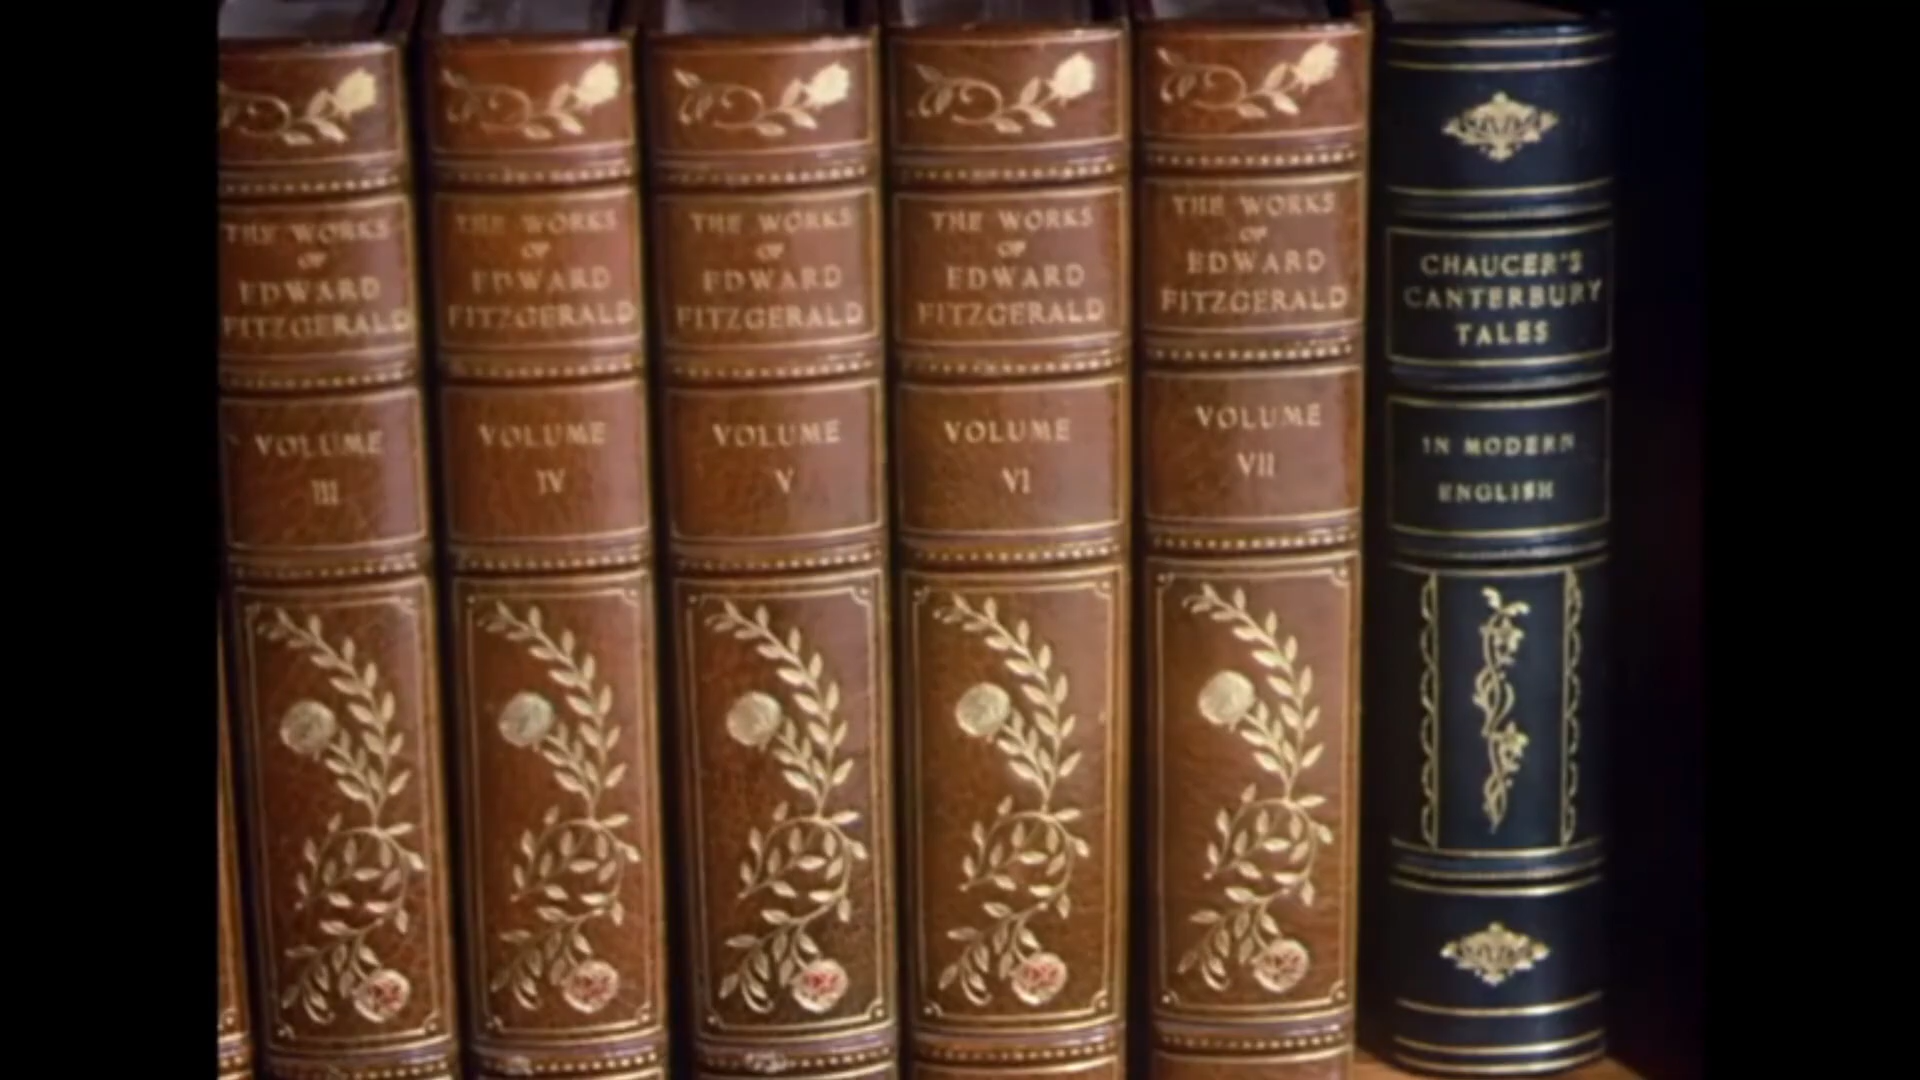 THE WORKS
OF
EDWARD
FITZGERALD
VOLUME
III
THE WORKS
OF
EDWARD
FITZGERALD
VOLUME
IV
THE WORKS
OF
EDWARD
FITZGERALD
VOLUME
V
THE WORKS
OF
EDWARD
FITZGERALD
VOLUME
VI
THE WORKS
OF
EDWARD
FITZGERALD
VOLUME
VII
CHAUCER'S
CANTERBURY
TALES
IN MODERN
ENGLISH